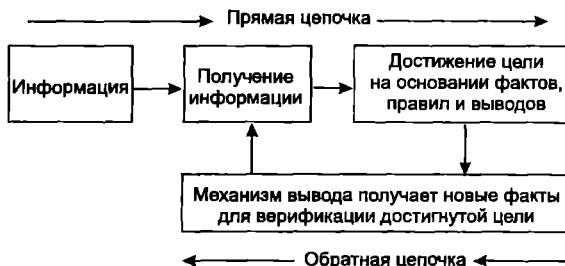 Прямая цепочка
Информация
Получение
информации
Достижение цели
на основании фактов,
правил и выводов
Механизм вывода получает новые факты
для верификации достигнутой цели
Обратная цепочка